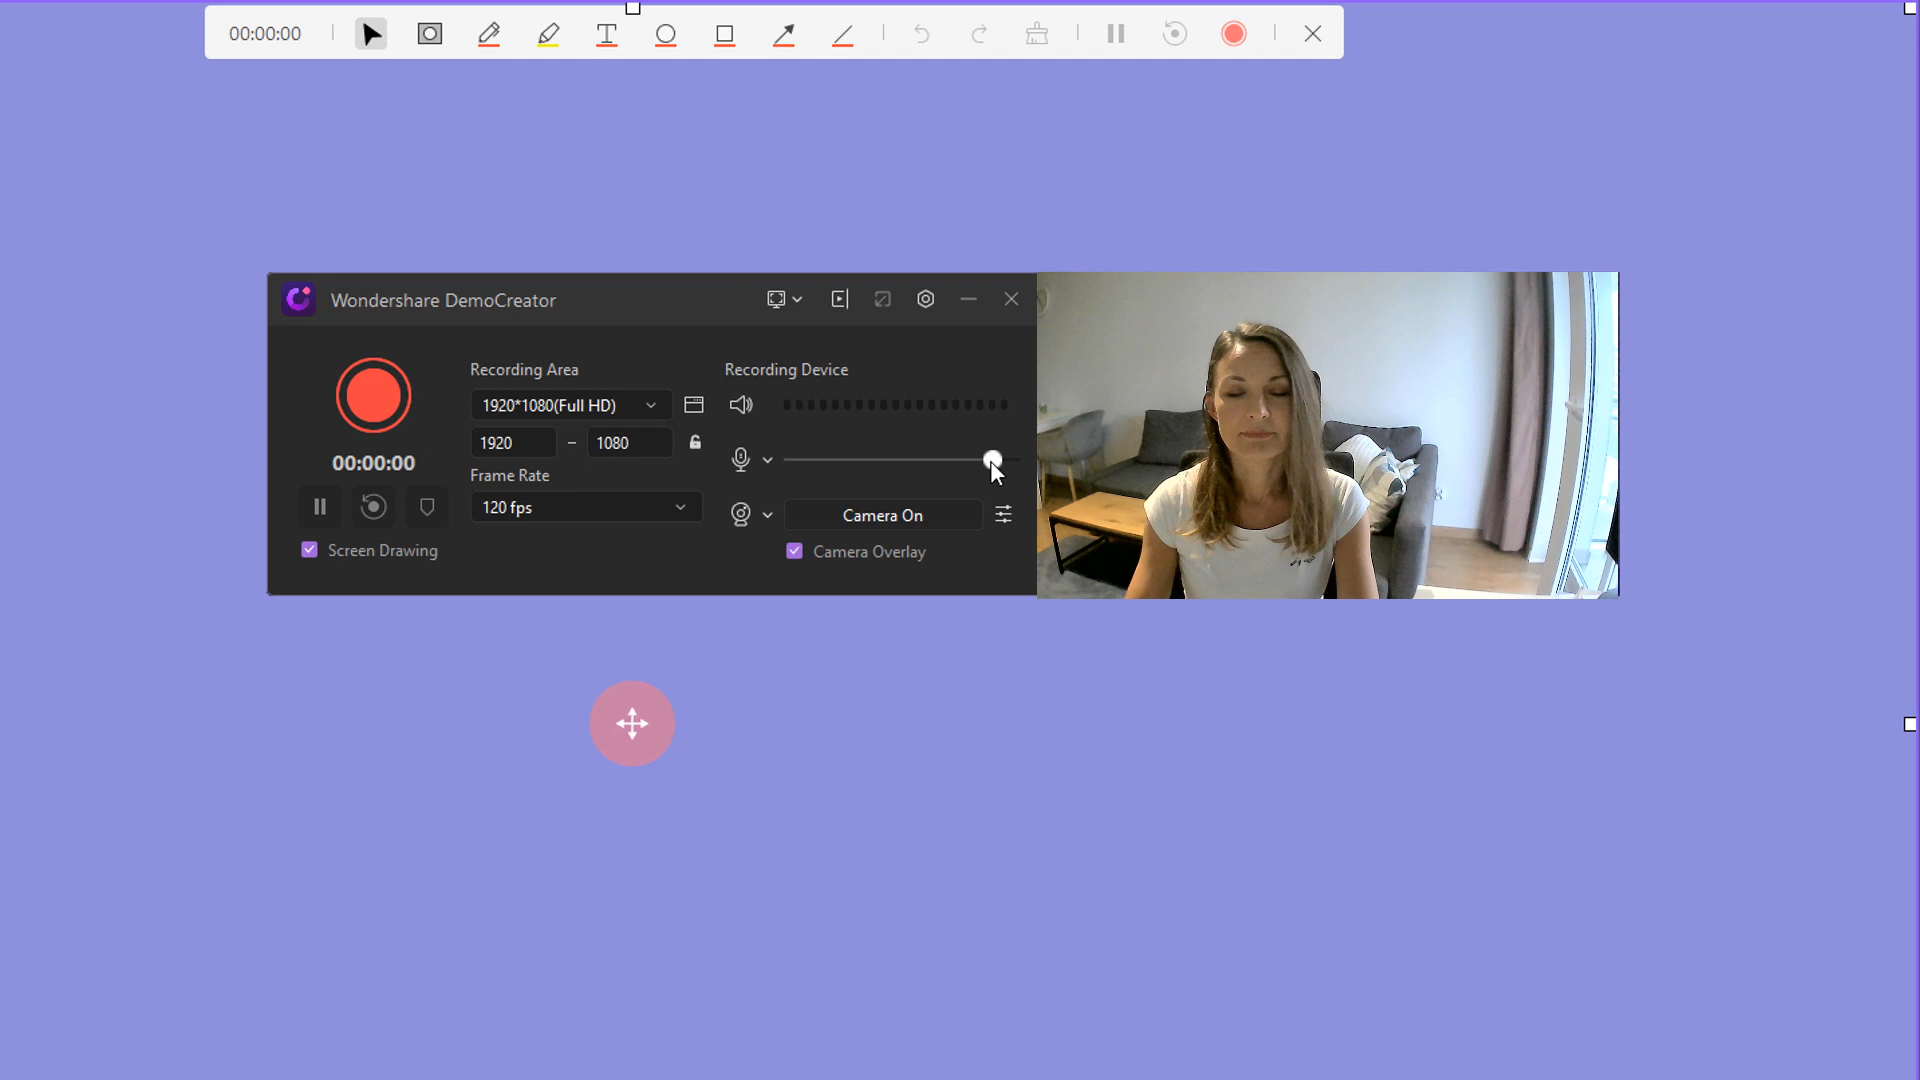 00:00:00
T
Wondershare DemoCreator
Recording Area
Recording Device
1920*1080(Full HD)
1920 – 1080
00:00:00
Frame Rate
120 fps
Camera On
Screen Drawing
Camera Overlay